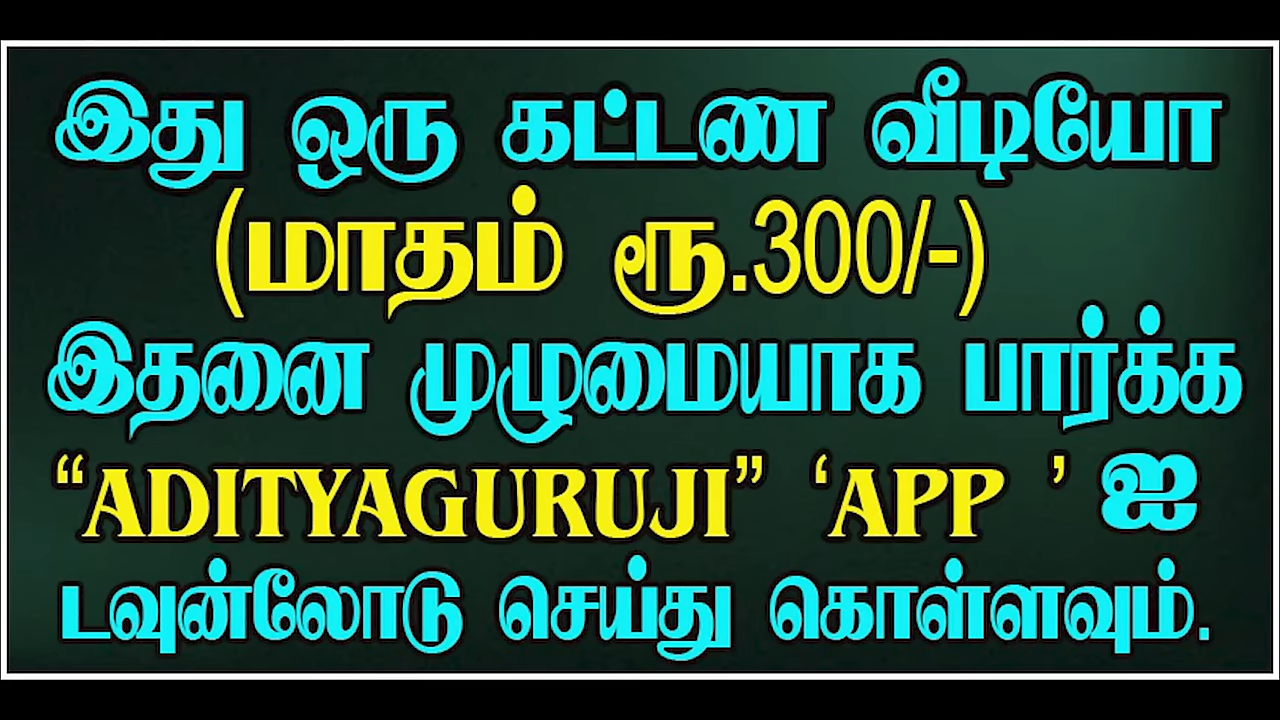 இது ஒரு கட்டண வீடியோ
(மாதம் ரூ.300/-)
இதனை முழுமையாக பார்க்க
“ADITYAGURUJI” ‘APP ’ ஐ
டவுன்லோடு செய்து கொள்ளவும்.